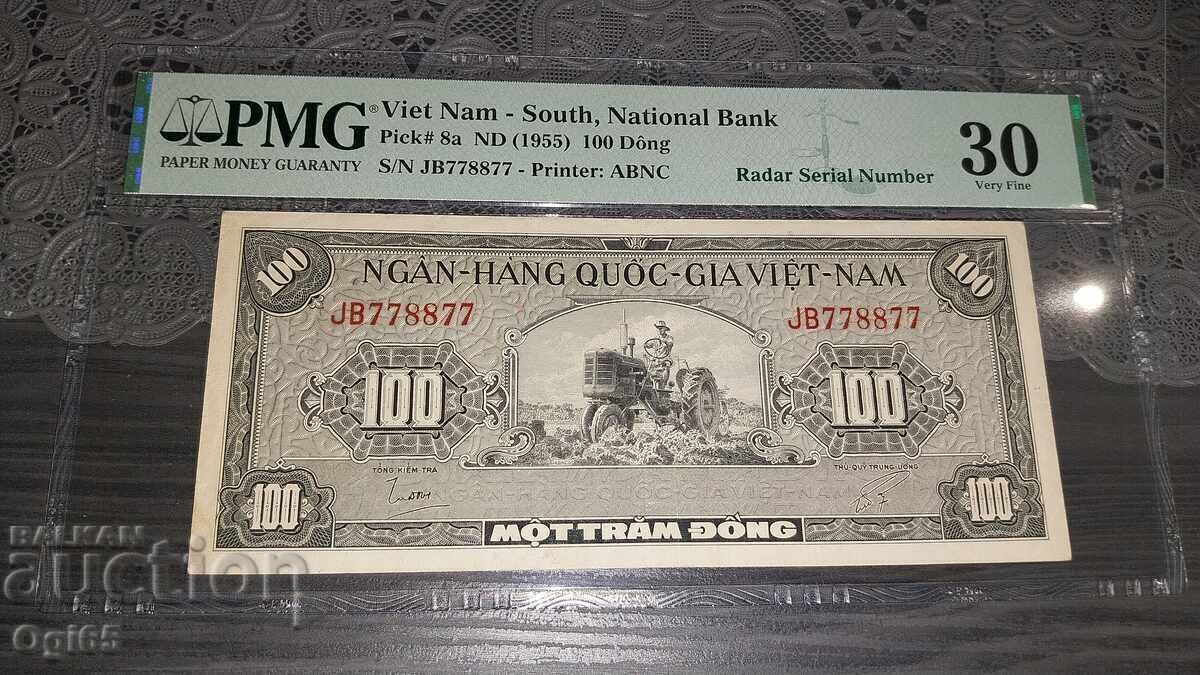 PMG®
PAPER MONEY GUARANTY
Viet Nam - South, National Bank
Pick# 8a ND (1955) 100 Dông
S/N JB778877 - Printer: ABNC
Radar Serial Number
30
Very Fine
100
NGÂN-HÀNG QUỐC-GIA VIỆT-NAM
100
JB778877
JB778877
100
100
TỔNG KIỂM TRA
THỦ-QUỸ TRUNG-ƯƠNG
NGÂN-HÀNG QUỐC-GIA VIỆT-NAM
100
MỘT TRĂM ĐỒNG
100
BALKAN
auction
Ogi65